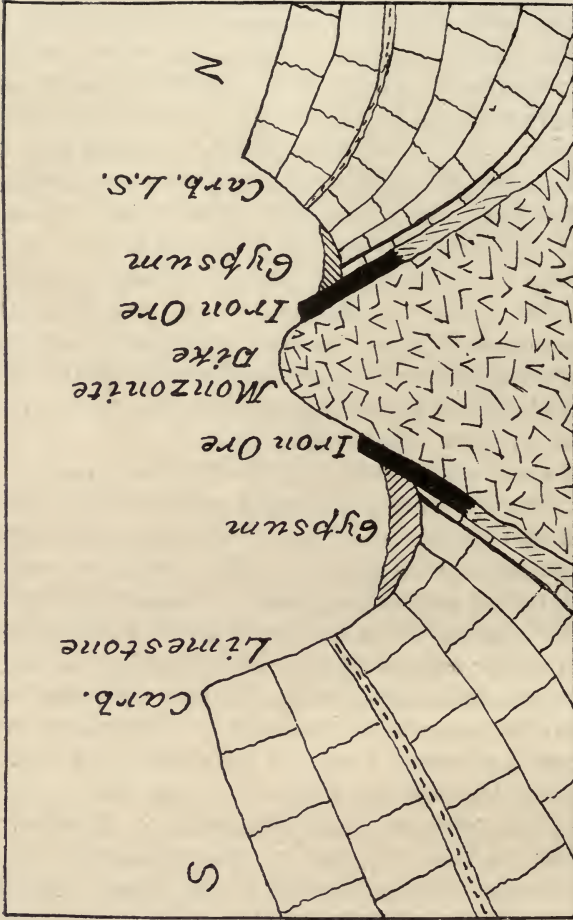 S
Carb.
Limestone
Gypsum
Iron Ore
Monzonite
Dike
Iron Ore
Gypsum
Carb. L.S.
N